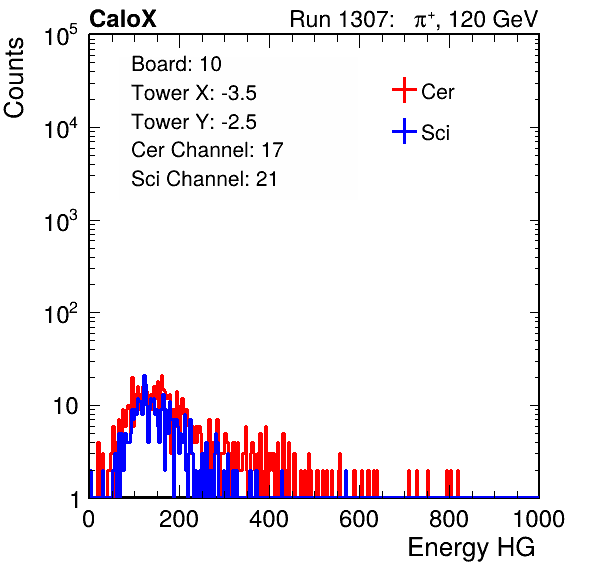 CaloX Run 1307: π⁺, 120 GeV
Counts
10⁵
10⁴
10³
10²
10
1
Board: 10
Tower X: -3.5
Tower Y: -2.5
Cer Channel: 17
Sci Channel: 21
Cer
Sci
0 200 400 600 800 1000
Energy HG